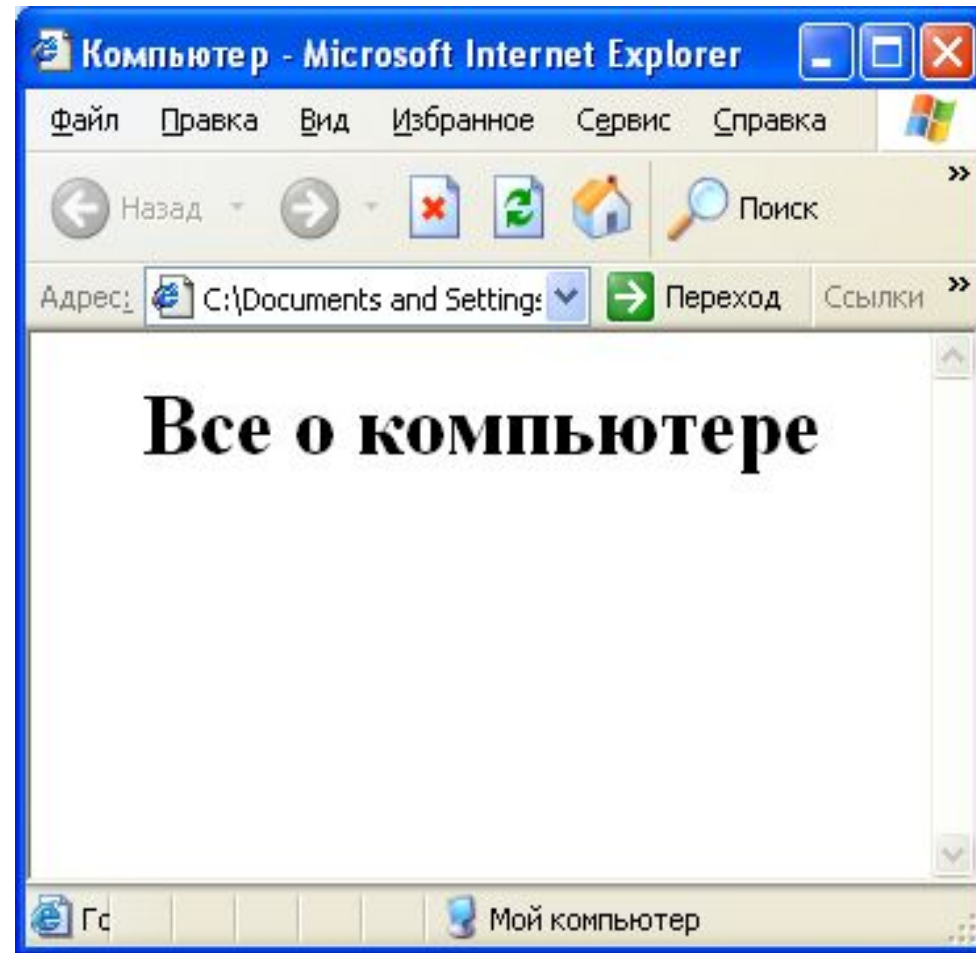 Компьютер - Microsoft Internet Explorer
Файл Правка Вид Избранное Сервис Справка
Назад Поиск »
Адрес: C:\Documents and Settings Переход Ссылки »
Все о компьютере
Мой компьютер